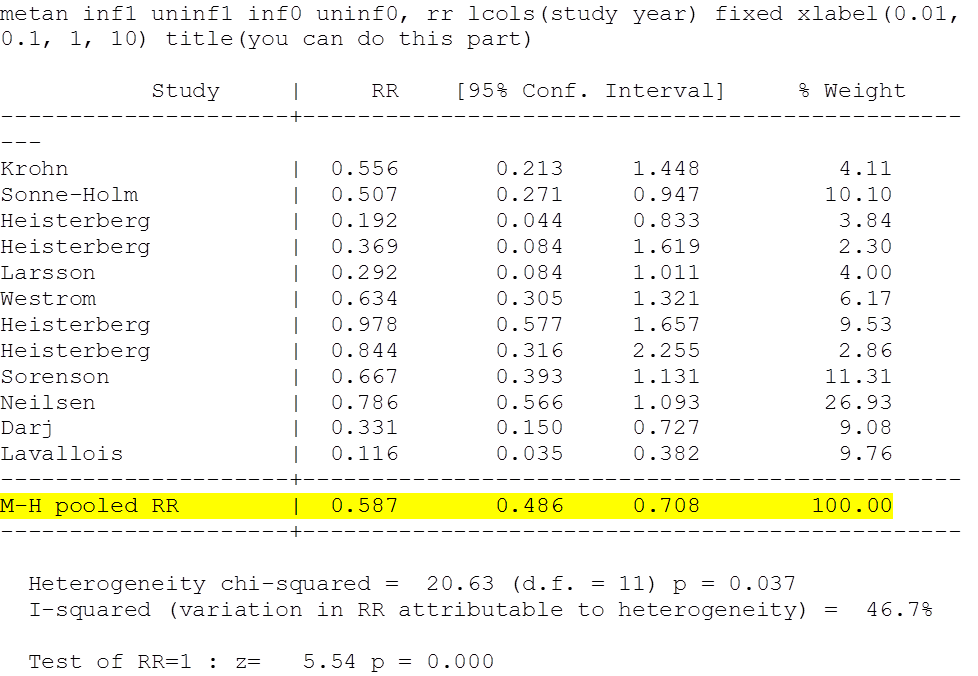 metan inf1 uninf1 inf0 uninf0, rr lcols(study year) fixed xlabel(0.01,
0.1, 1, 10) title(you can do this part)
Study | RR [95% Conf. Interval] % Weight
---------------------+------------------------------------------------
---
Krohn | 0.556 0.213 1.448 4.11
Sonne-Holm | 0.507 0.271 0.947 10.10
Heisterberg | 0.192 0.044 0.833 3.84
Heisterberg | 0.369 0.084 1.619 2.30
Larsson | 0.292 0.084 1.011 4.00
Westrom | 0.634 0.305 1.321 6.17
Heisterberg | 0.978 0.577 1.657 9.53
Heisterberg | 0.844 0.316 2.255 2.86
Sorenson | 0.667 0.393 1.131 11.31
Neilsen | 0.786 0.566 1.093 26.93
Darj | 0.331 0.150 0.727 9.08
Lavallois | 0.116 0.035 0.382 9.76
---------------------+------------------------------------------------
M-H pooled RR | 0.587 0.486 0.708 100.00
---------------------+------------------------------------------------
Heterogeneity chi-squared = 20.63 (d.f. = 11) p = 0.037
I-squared (variation in RR attributable to heterogeneity) = 46.7%
Test of RR=1 : z= 5.54 p = 0.000